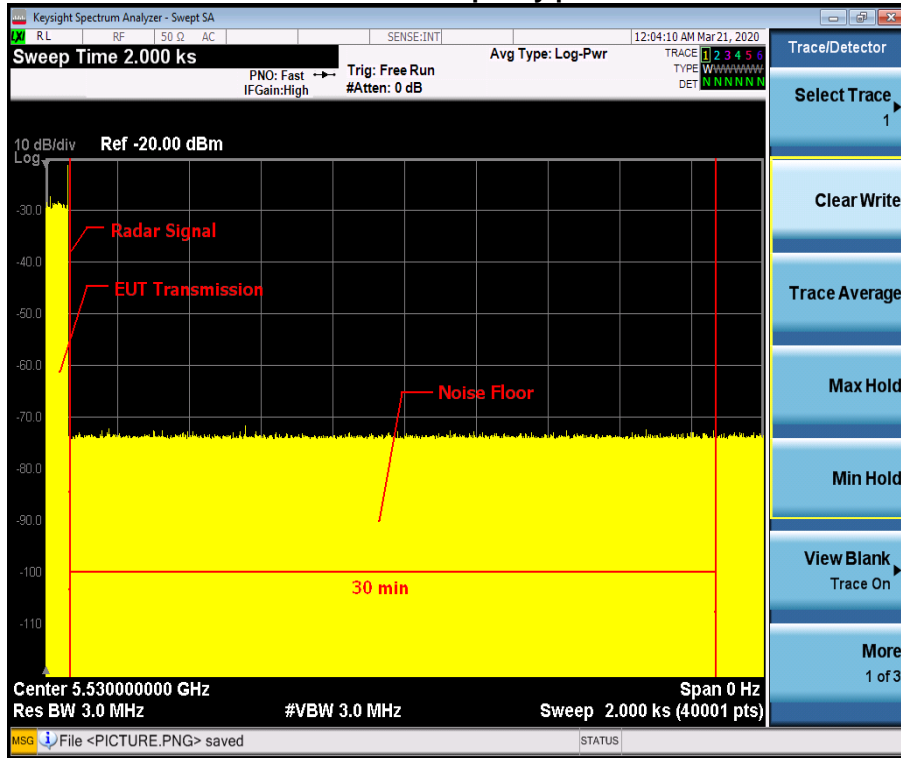 Keysight Spectrum Analyzer - Swept SA
LXI RL RF 50 Ω AC SENSE:INT 12:04:10 AM Mar 21, 2020
Sweep Time 2.000 ks
PNO: Fast
IFGain:High
Trig: Free Run
#Atten: 0 dB
Avg Type: Log-Pwr
TRACE 1 2 3 4 5 6
TYPE WWWWWW
DET N N N N N N
10 dB/div Ref -20.00 dBm
Log
-30.0
-40.0
-50.0
-60.0
-70.0
-80.0
-90.0
-100
-110
Radar Signal
EUT Transmission
Noise Floor
30 min
Center 5.530000000 GHz
Span 0 Hz
Res BW 3.0 MHz
#VBW 3.0 MHz
Sweep 2.000 ks (40001 pts)
MSG File <PICTURE.PNG> saved
STATUS
Trace/Detector
Select Trace
1
Clear Write
Trace Average
Max Hold
Min Hold
View Blank
Trace On
More
1 of 3